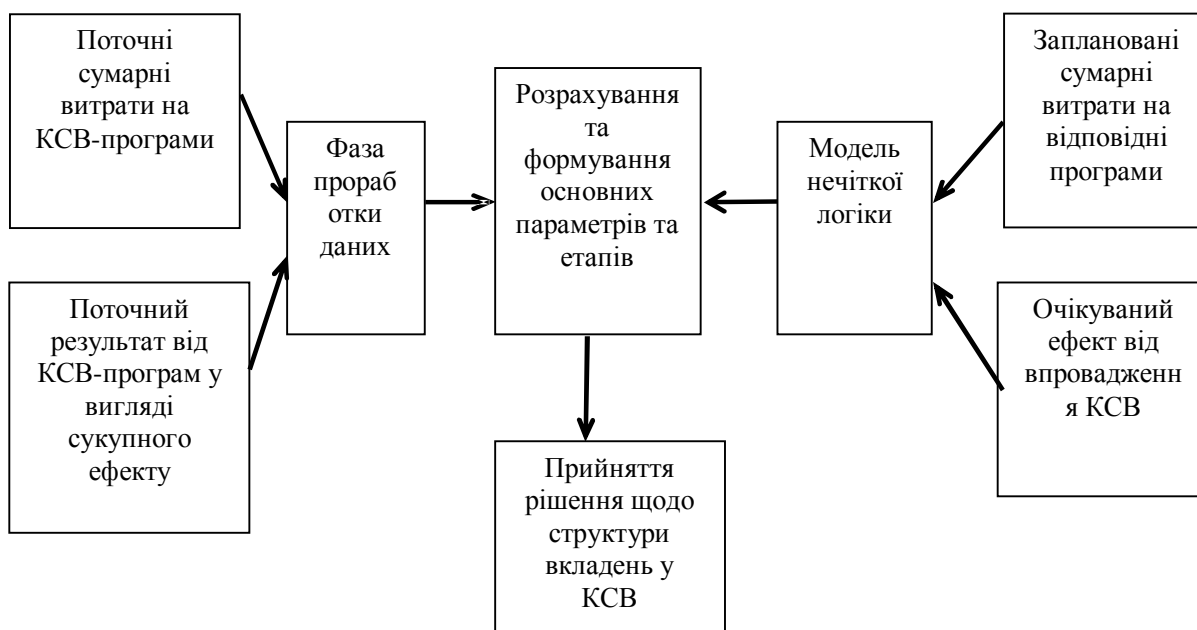 Поточні
сумарні
витрати на
КСВ-програми
Поточний
результат від
КСВ-програм у
вигляді
сукупного
ефекту
Фаза
прораб
отки
даних
Розрахування
та
формування
основних
параметрів та
етапів
Прийняття
рішення щодо
структури
вкладень у
КСВ
Модель
нечіткої
логіки
Заплановані
сумарні
витрати на
відповідні
програми
Очікуваний
ефект від
впровадженн
я КСВ